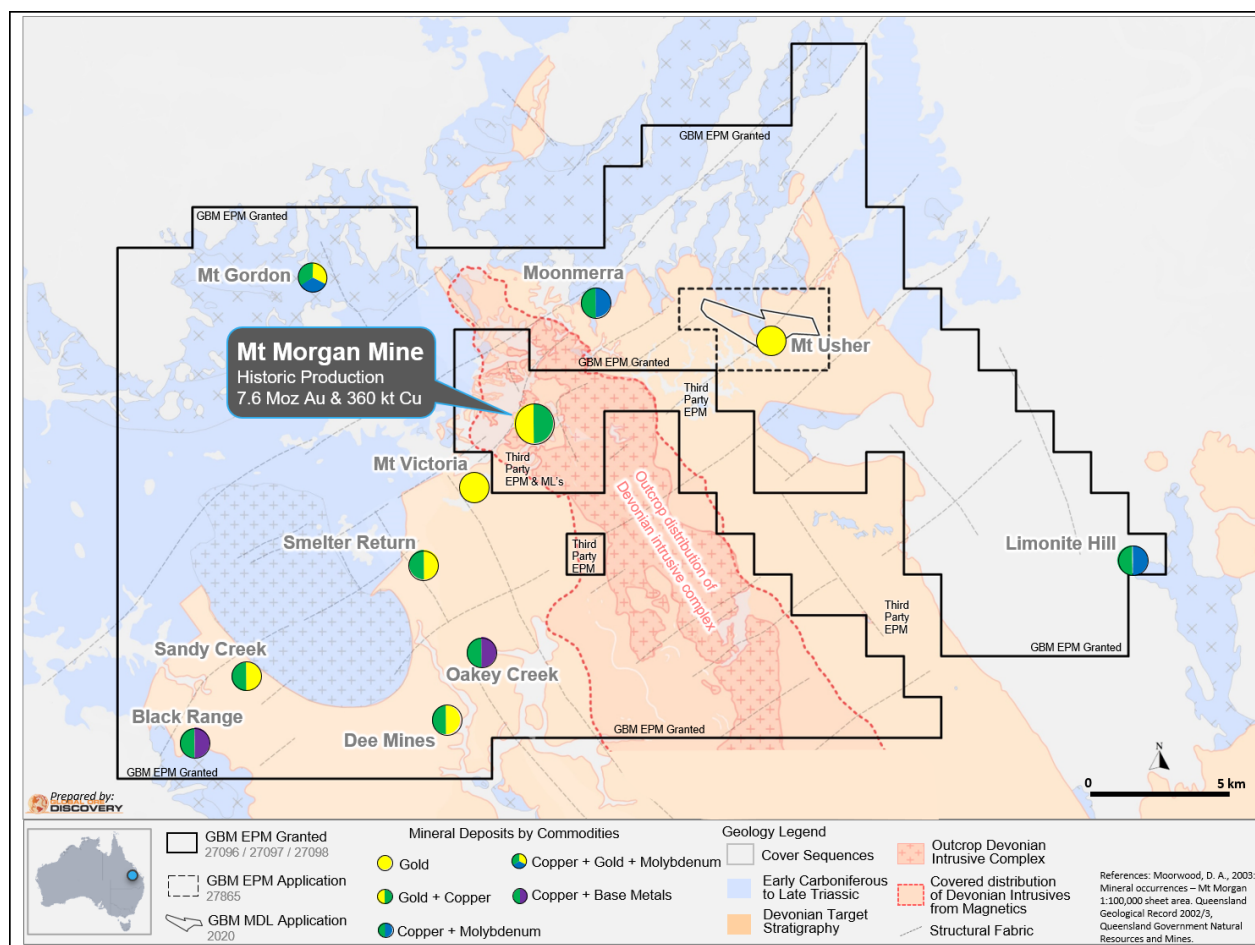 GBM EPM Granted
GBM EPM Granted
Mt Gordon
Moonmerra
Mt Usher
Mt Morgan Mine
Historic Production
7.6 Moz Au & 360 kt Cu
GBM EPM Granted
Third
Party
EPM
Mt Victoria
Third
Party
EPM & ML's
Outcrop distribution of
Devonian intrusive complex
Smelter Return
Third
Party
EPM
Limonite Hill
Third
Party
EPM
GBM EPM Granted
Sandy Creek
Oakey Creek
Black Range
Dee Mines
GBM EPM Granted
GBM EPM Granted
N
0 5 km
Prepared by:
GLOBAL ORE
DISCOVERY
GBM EPM Granted
27096 / 27097 / 27098
GBM EPM Application
27865
GBM MDL Application
2020
Mineral Deposits by Commodities
Gold
Gold + Copper
Copper + Molybdenum
Copper + Gold + Molybdenum
Copper + Base Metals
Geology Legend
Cover Sequences
Early Carboniferous
to Late Triassic
Devonian Target
Stratigraphy
Outcrop Devonian
Intrusive Complex
Covered distribution
of Devonian Intrusives
from Magnetics
Structural Fabric
References: Moorwood, D. A., 2003:
Mineral occurrences – Mt Morgan
1:100,000 sheet area. Queensland
Geological Record 2002/3,
Queensland Government Natural
Resources and Mines.